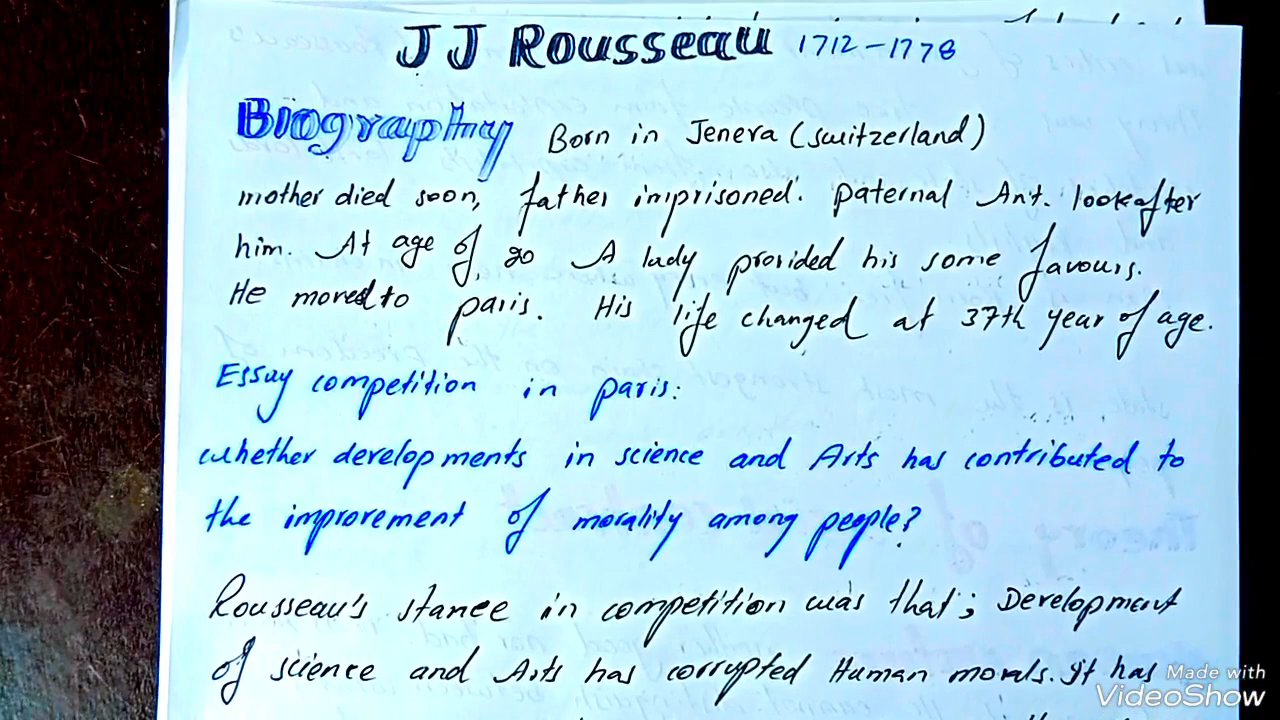 JJ Rousseau 1712-1778
Biography Born in Jenera (switzerland)
mother died soon, father imprisoned. paternal Ant. lookafter
him. At age of 20 A lady provided his some favours.
He moved to paris. His life changed at 37th year of age.
Essay competition in paris:
whether developments in science and Arts has contributed to
the improvement of morality among people?
Rousseau's stance in competition was that; Development
of science and Arts has corrupted Human morals. It has
Made with
VideoShow